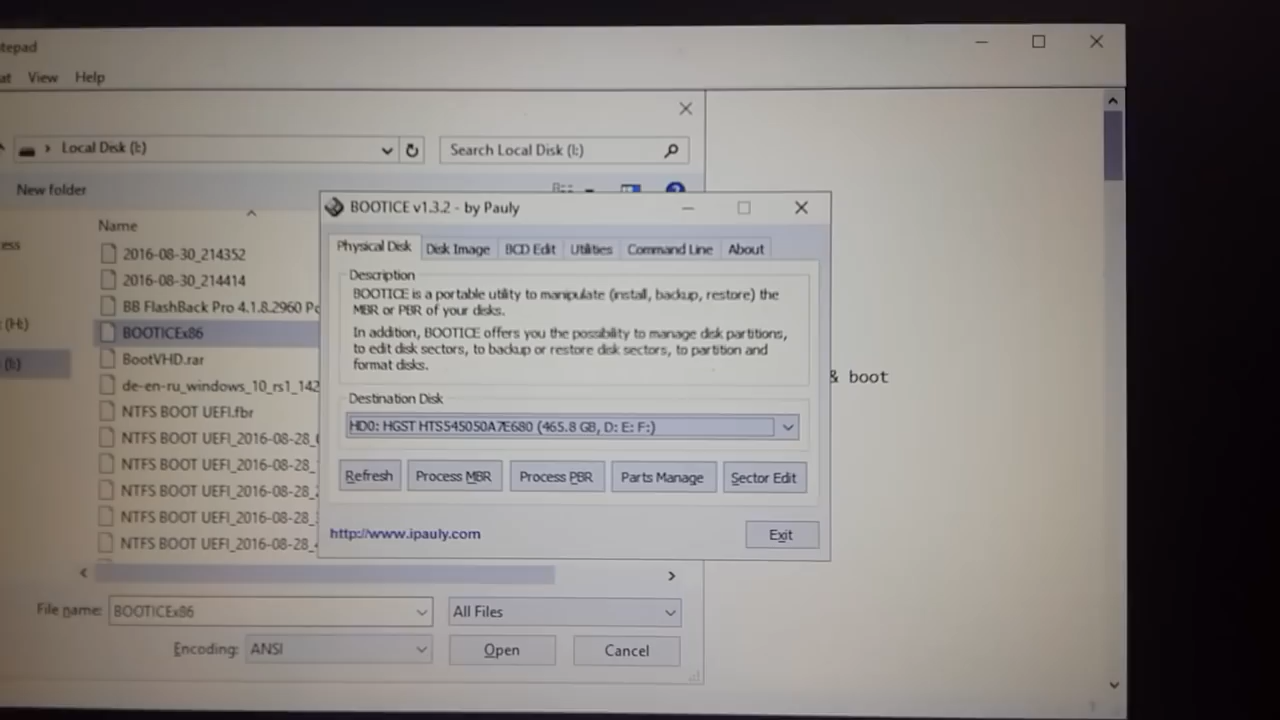 tepad
at View Help
Local Disk (I:)
Search Local Disk (I:)
New folder
Name
ess
(H:)
(I:)
2016-08-30_214352
2016-08-30_214414
BB FlashBack Pro 4.1.8.2960 Po
BOOTICEx86
BootVHD.rar
de-en-ru_windows_10_rs1_142
NTFS BOOT UEFI.fbr
NTFS BOOT UEFI_2016-08-28_
NTFS BOOT UEFI_2016-08-28_
NTFS BOOT UEFI_2016-08-28_
NTFS BOOT UEFI_2016-08-28_
NTFS BOOT UEFI_2016-08-28_
BOOTICE v1.3.2 - by Pauly
Physical Disk Disk Image BCD Edit Utilities Command Line About
Description
BOOTICE is a portable utility to manipulate (install, backup, restore) the
MBR or PBR of your disks.
In addition, BOOTICE offers you the possibility to manage disk partitions,
to edit disk sectors, to backup or restore disk sectors, to partition and
format disks.
Destination Disk
HD0: HGST HTS545050A7E680 (465.8 GB, D: E: F:)
Refresh Process MBR Process PBR Parts Manage Sector Edit
http://www.ipauly.com
Exit
& boot
File name: BOOTICEx86
All Files
Encoding: ANSI
Open Cancel